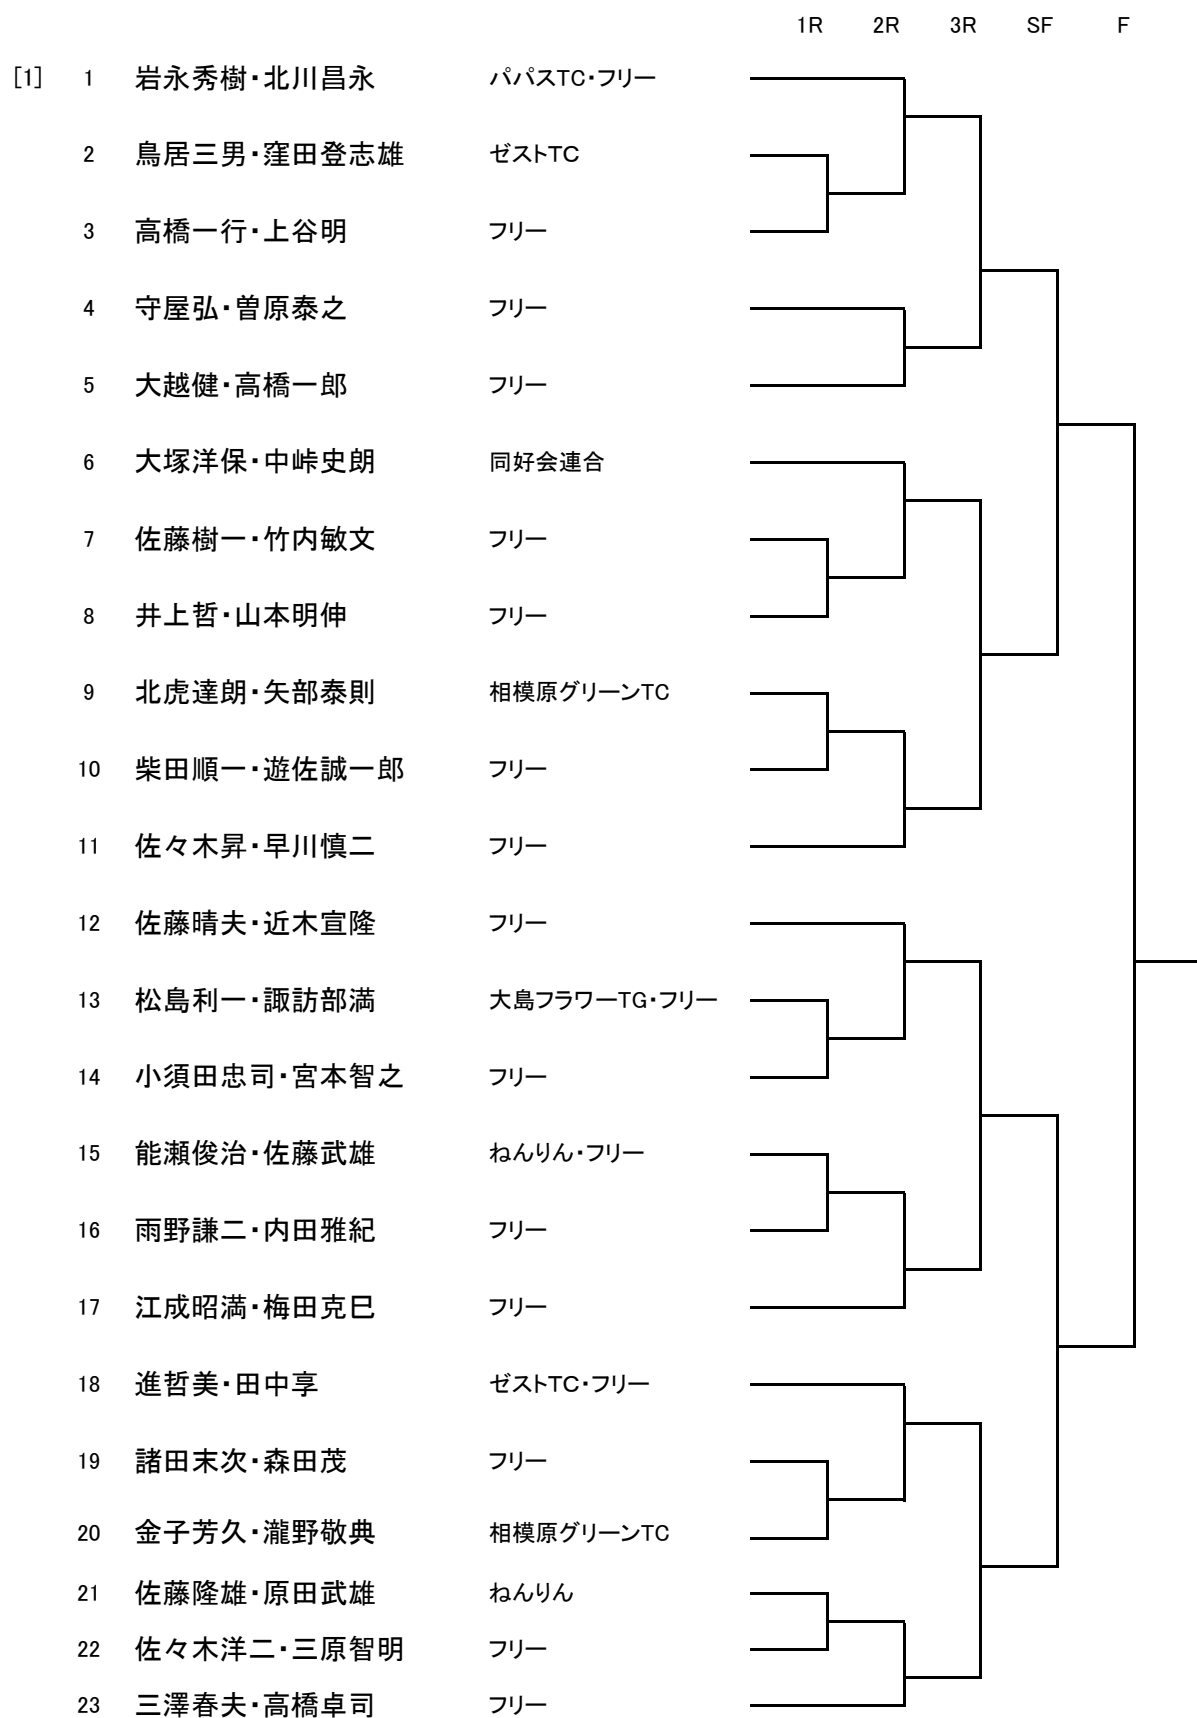 1R 2R 3R SF F
[1] 1 岩永秀樹・北川昌永 パパスTC・フリー
2 鳥居三男・窪田登志雄 ゼストTC
3 高橋一行・上谷明 フリー
4 守屋弘・曽原泰之 フリー
5 大越健・高橋一郎 フリー
6 大塚洋保・中峠史朗 同好会連合
7 佐藤樹一・竹内敏文 フリー
8 井上哲・山本明伸 フリー
9 北虎達朗・矢部泰則 相模原グリーンTC
10 柴田順一・遊佐誠一郎 フリー
11 佐々木昇・早川慎二 フリー
12 佐藤晴夫・近木宣隆 フリー
13 松島利一・諏訪部満 大島フラワーTG・フリー
14 小須田忠司・宮本智之 フリー
15 能瀬俊治・佐藤武雄 ねんりん・フリー
16 雨野謙二・内田雅紀 フリー
17 江成昭満・梅田克巳 フリー
18 進哲美・田中享 ゼストTC・フリー
19 諸田末次・森田茂 フリー
20 金子芳久・瀧野敬典 相模原グリーンTC
21 佐藤隆雄・原田武雄 ねんりん
22 佐々木洋二・三原智明 フリー
23 三澤春夫・高橋卓司 フリー